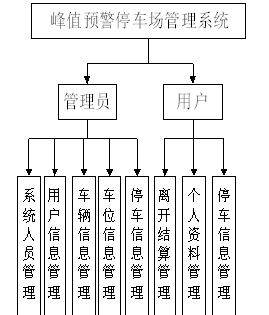 峰值预警停车场管理系统
管理员
用户
系统人员管理
用户信息管理
车辆信息管理
车位信息管理
停车信息管理
离开结算管理
个人资料管理
停车信息管理